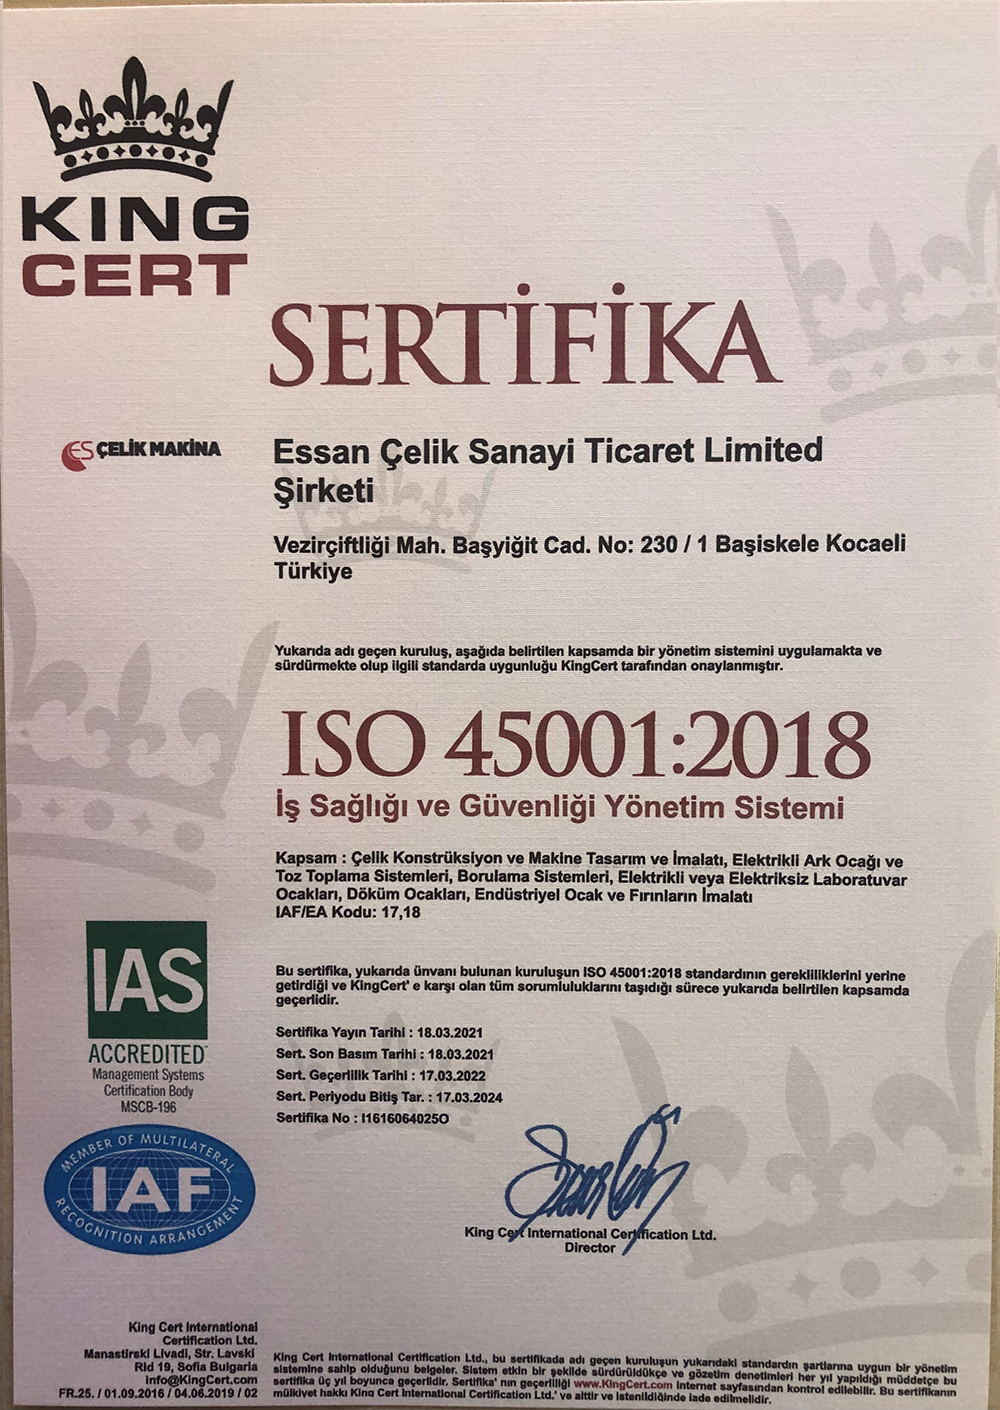 KING
CERT
SERTİFİKA
ES ÇELİK MAKİNA
Essan Çelik Sanayi Ticaret Limited
Şirketi
Vezirçiftliği Mah. Başyiğit Cad. No: 230 / 1 Başiskele Kocaeli
Türkiye
Yukarıda adı geçen kuruluş, aşağıda belirtilen kapsamda bir yönetim sistemini uygulamakta ve
sürdürmekte olup ilgili standarda uygunluğu KingCert tarafından onaylanmıştır.
ISO 45001:2018
İş Sağlığı ve Güvenliği Yönetim Sistemi
Kapsam : Çelik Konstrüksiyon ve Makine Tasarım ve İmalatı, Elektrikli Ark Ocağı ve
Toz Toplama Sistemleri, Borulama Sistemleri, Elektrikli veya Elektriksiz Laboratuvar
Ocakları, Döküm Ocakları, Endüstriyel Ocak ve Fırınların İmalatı
IAF/EA Kodu: 17,18
Bu sertifika, yukarıda ünvanı bulunan kuruluşun ISO 45001:2018 standardının gerekliliklerini yerine
getirdiği ve KingCert' e karşı olan tüm sorumluluklarını taşıdığı sürece yukarıda belirtilen kapsamda
geçerlidir.
Sertifika Yayın Tarihi : 18.03.2021
Sert. Son Basım Tarihi : 18.03.2021
Sert. Geçerlilik Tarihi : 17.03.2022
Sert. Periyodu Bitiş Tar. : 17.03.2024
Sertifika No : I1616064025O
IAS
ACCREDITED™
Management Systems
Certification Body
MSCB-196
MEMBER OF MULTILATERAL
IAF
RECOGNITION ARRANGEMENT
King Cert International Certification Ltd.
Director
King Cert International
Certification Ltd.
Manastirski Livadi, Str. Lavski
Rid 19, Sofia Bulgaria
info@KingCert.com
FR.25. / 01.09.2016 / 04.06.2019 / 02
King Cert International Certification Ltd., bu sertifikada adı geçen kuruluşun yukarıdaki standardın şartlarına uygun bir yönetim
sistemine sahip olduğunu belgeler. Sistem etkin bir şekilde sürdürüldükçe ve gözetim denetimleri her yıl yapıldığı müddetçe bu
sertifika üç yıl boyunca geçerlidir. Sertifika' nın geçerliliği www.KingCert.com internet sayfasından kontrol edilebilir. Bu sertifikanın
mülkiyet hakkı King Cert International Certification Ltd.' ye aittir ve istenildiğinde iade edilmelidir.